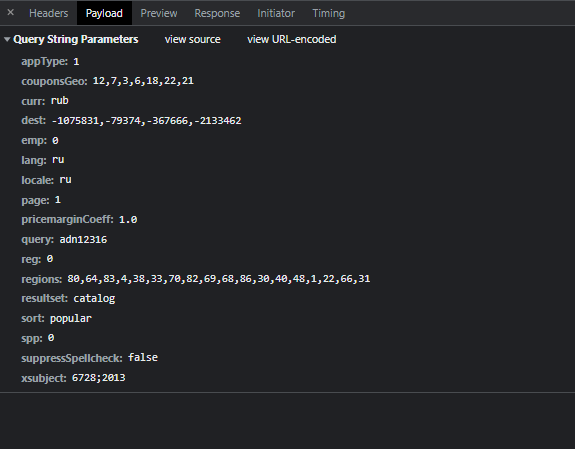 × Headers Payload Preview Response Initiator Timing
▼ Query String Parameters view source view URL-encoded
appType: 1
couponsGeo: 12,7,3,6,18,22,21
curr: rub
dest: -1075831,-79374,-367666,-2133462
emp: 0
lang: ru
locale: ru
page: 1
pricemarginCoeff: 1.0
query: adn12316
reg: 0
regions: 80,64,83,4,38,33,70,82,69,68,86,30,40,48,1,22,66,31
resultset: catalog
sort: popular
spp: 0
suppressSpellcheck: false
xsubject: 6728;2013